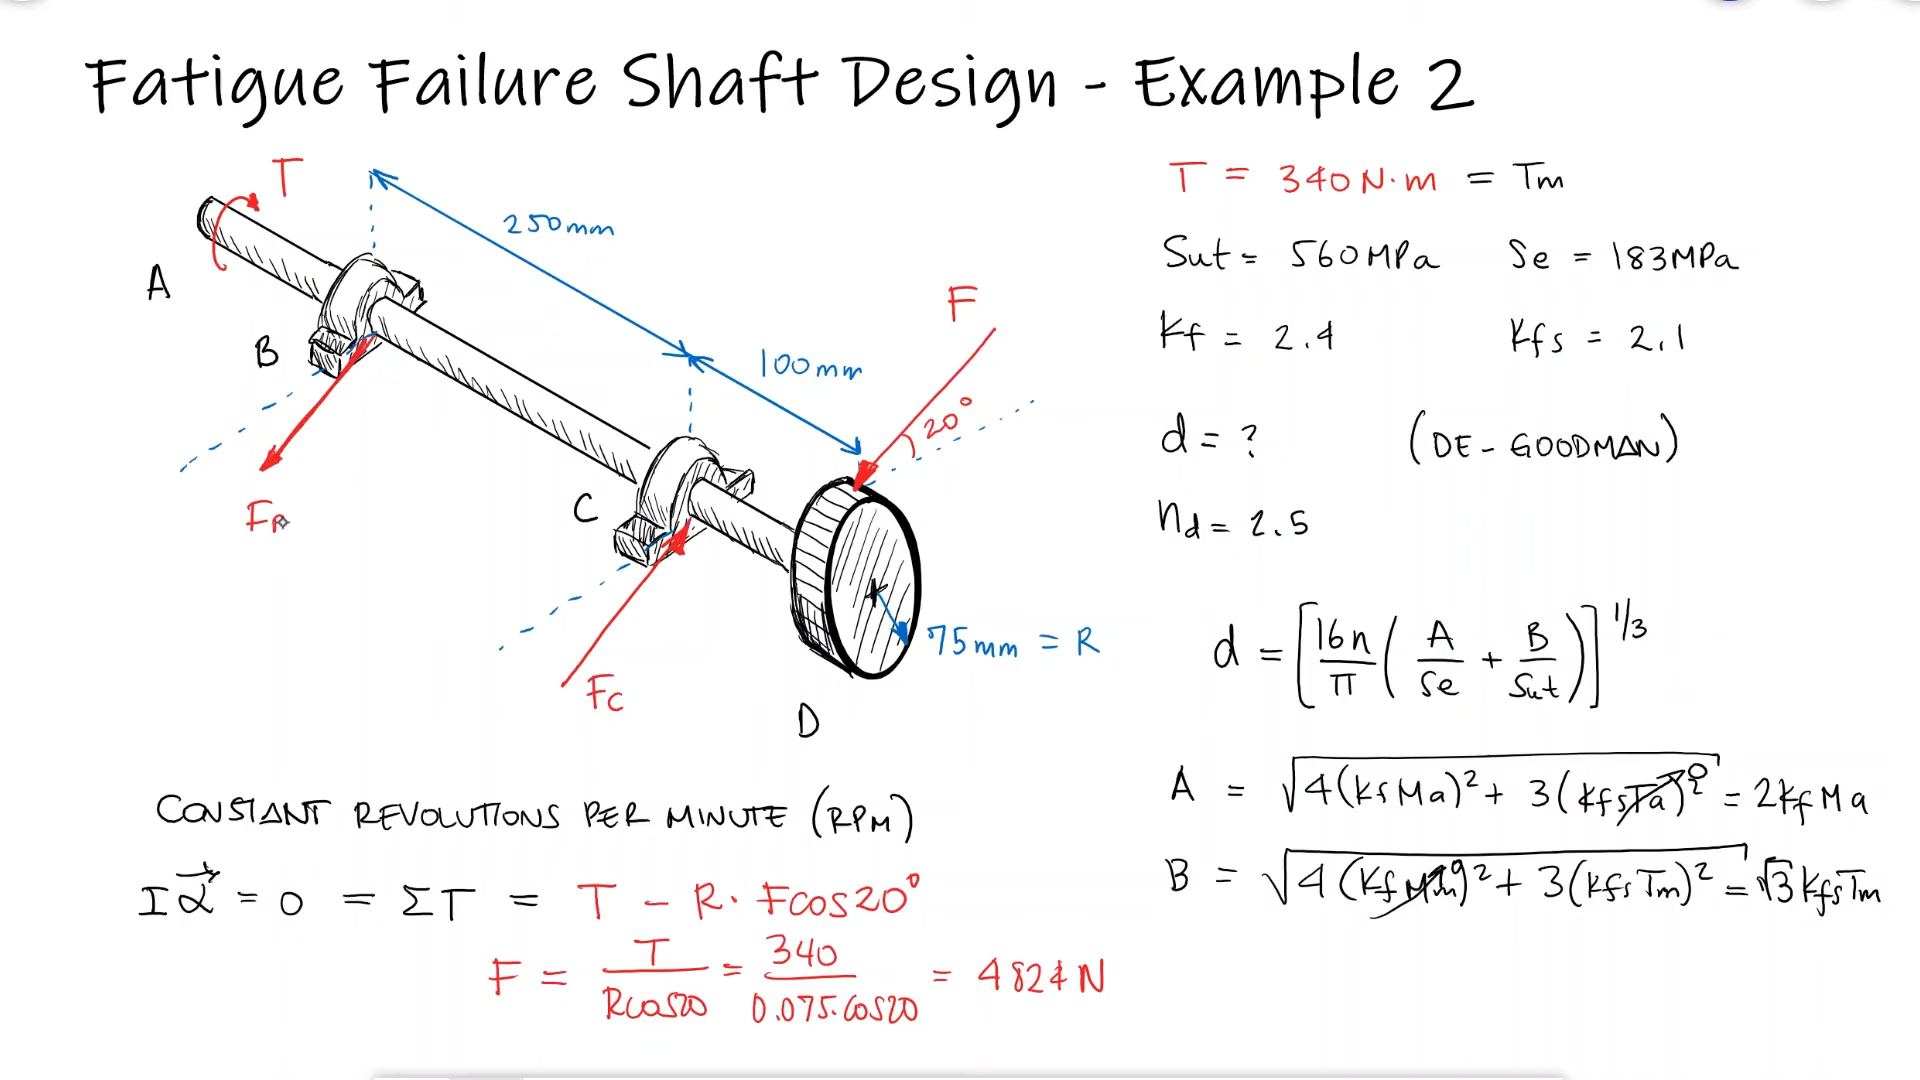 Fatigue Failure Shaft Design - Example 2
T
250mm
A
B
100mm
F
20°
C
75mm = R
FC
D
T = 340 N·m = Tm
Sut = 560MPa Se = 183MPa
Kf = 2.4 Kfs = 2.1
d = ? (DE - GOODMAN)
nd = 2.5
d = [16n/π (A/Se + B/Sut)]^1/3
A = √4(KfMa)² + 3(KfsTa)² 0 = 2KfMa
B = √4(KfMm)² 0 + 3(KfsTm)² = √3 KfsTm
CONSTANT REVOLUTIONS PER MINUTE (RPM)
Iα⃗ = 0 = ΣT = T - R · Fcos20°
F = T/Rcos20 = 340/0.075·cos20 = 4824N